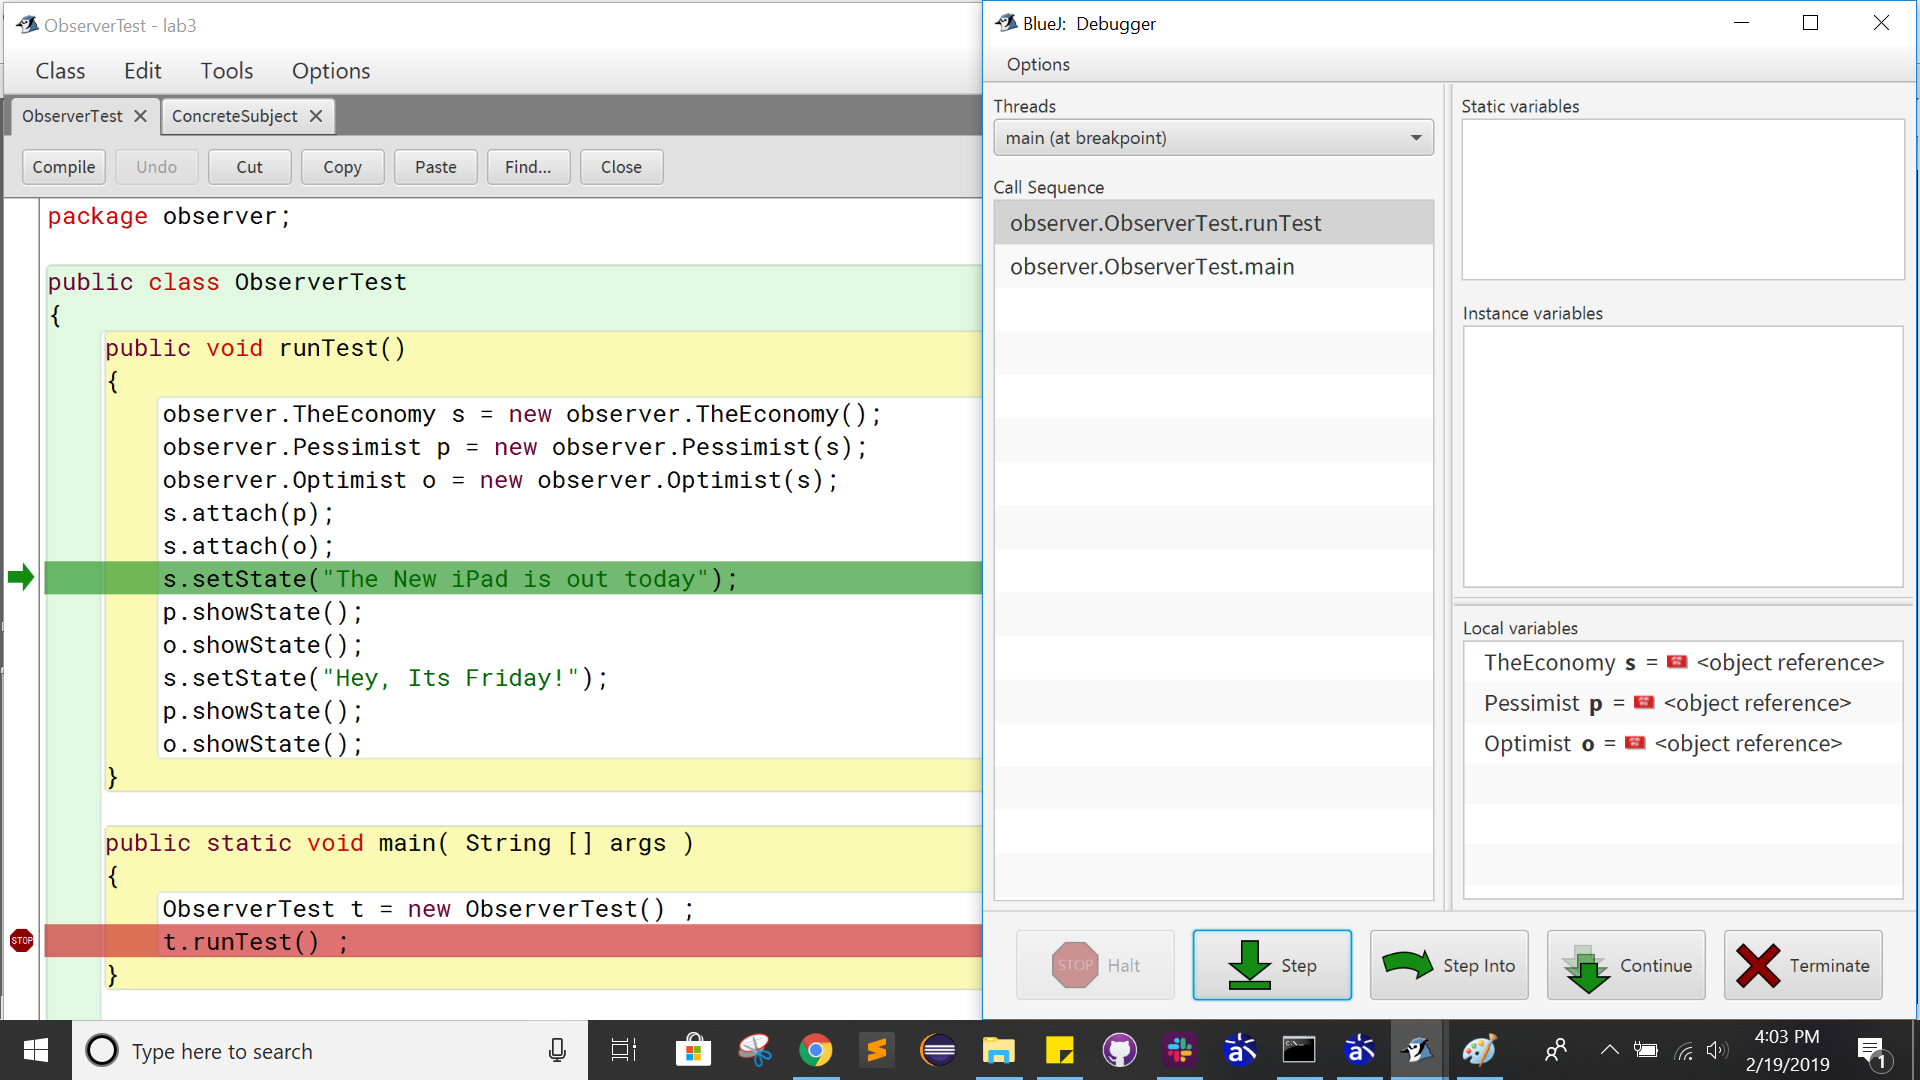 ObserverTest - lab3
Class Edit Tools Options
ObserverTest ConcreteSubject
Compile Undo Cut Copy Paste Find... Close
package observer;
public class ObserverTest
{
public void runTest()
{
observer.TheEconomy s = new observer.TheEconomy();
observer.Pessimist p = new observer.Pessimist(s);
observer.Optimist o = new observer.Optimist(s);
s.attach(p);
s.attach(o);
s.setState("The New iPad is out today");
p.showState();
o.showState();
s.setState("Hey, Its Friday!");
p.showState();
o.showState();
}
public static void main( String [] args )
{
ObserverTest t = new ObserverTest() ;
STOP t.runTest() ;
}
BlueJ: Debugger
Options
Threads
main (at breakpoint)
Call Sequence
observer.ObserverTest.runTest
observer.ObserverTest.main
Static variables
Instance variables
Local variables
TheEconomy s = <object reference>
Pessimist p = <object reference>
Optimist o = <object reference>
STOP Halt Step Step Into Continue Terminate
Type here to search
4:03 PM
2/19/2019
1